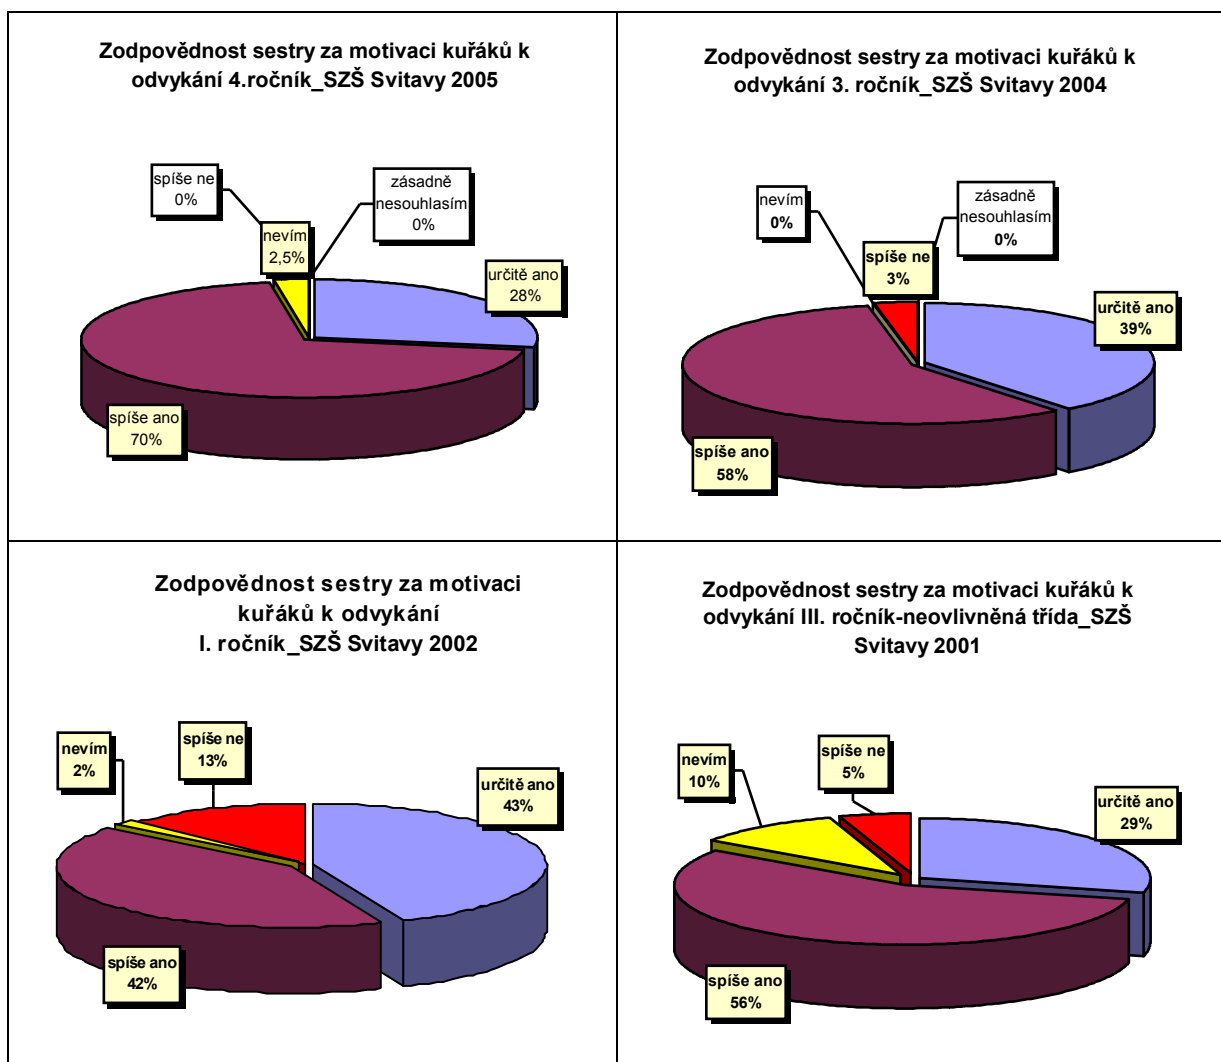 Zodpovědnost sestry za motivaci kuřáků k
odvykání 4.ročník_SZŠ Svitavy 2005
spíše ne
0%
zásadně
nesouhlasím
0%
nevím
2,5%
určitě ano
28%
spíše ano
70%
Zodpovědnost sestry za motivaci kuřáků k
odvykání 3. ročník_SZŠ Svitavy 2004
nevím
0%
zásadně
nesouhlasím
0%
spíše ne
3%
určitě ano
39%
spíše ano
58%
Zodpovědnost sestry za motivaci
kuřáků k odvykání
I. ročník_SZŠ Svitavy 2002
nevím
2%
spíše ne
13%
určitě ano
43%
spíše ano
42%
Zodpovědnost sestry za motivaci kuřáků k
odvykání III. ročník-neovlivněná třída_SZŠ
Svitavy 2001
nevím
10%
spíše ne
5%
určitě ano
29%
spíše ano
56%